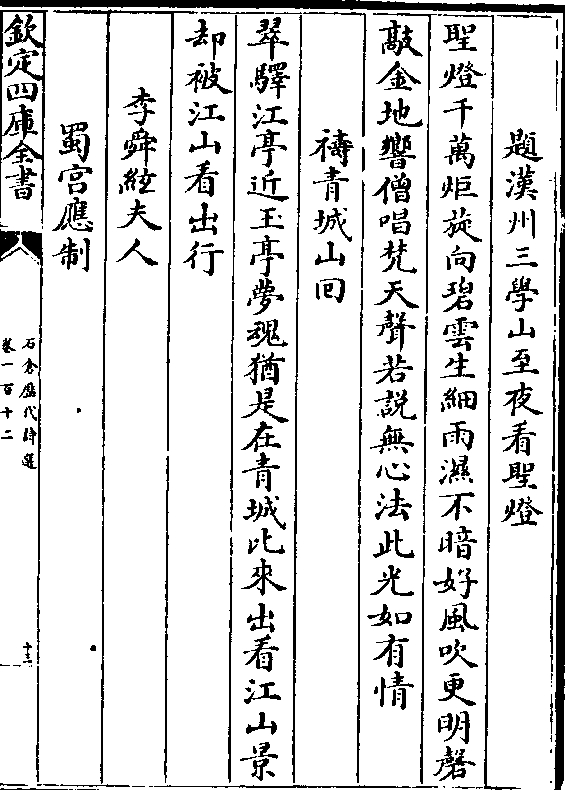 題漢州三學山至夜看聖燈
聖燈千萬炬旋向碧雲生細雨濕不暗好風吹更明磬
敲金地響僧唱梵天聲若説無心法此光如有情
禱青城山回
翠驛江亭近玉亭夢魂猶是在青城比來出看江山景
却被江山看出行
李舜絃夫人
蜀宫應制
欽定四庫全書
石倉歴代詩選
卷一百十二
十三